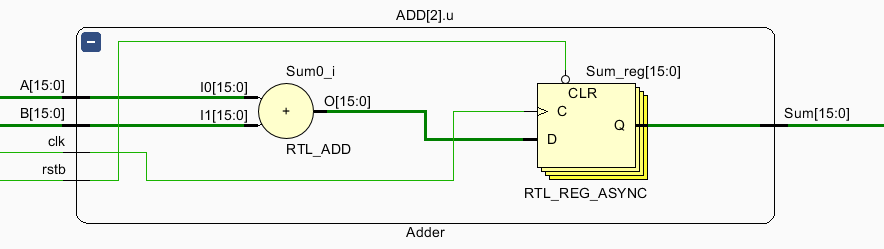 ADD[2].u
Sum0_i
Sum_reg[15:0]
A[15:0]
I0[15:0]
O[15:0]
CLR
+
C
B[15:0]
I1[15:0]
Sum[15:0]
Q
clk
RTL_ADD
D
rstb
RTL_REG_ASYNC
Adder